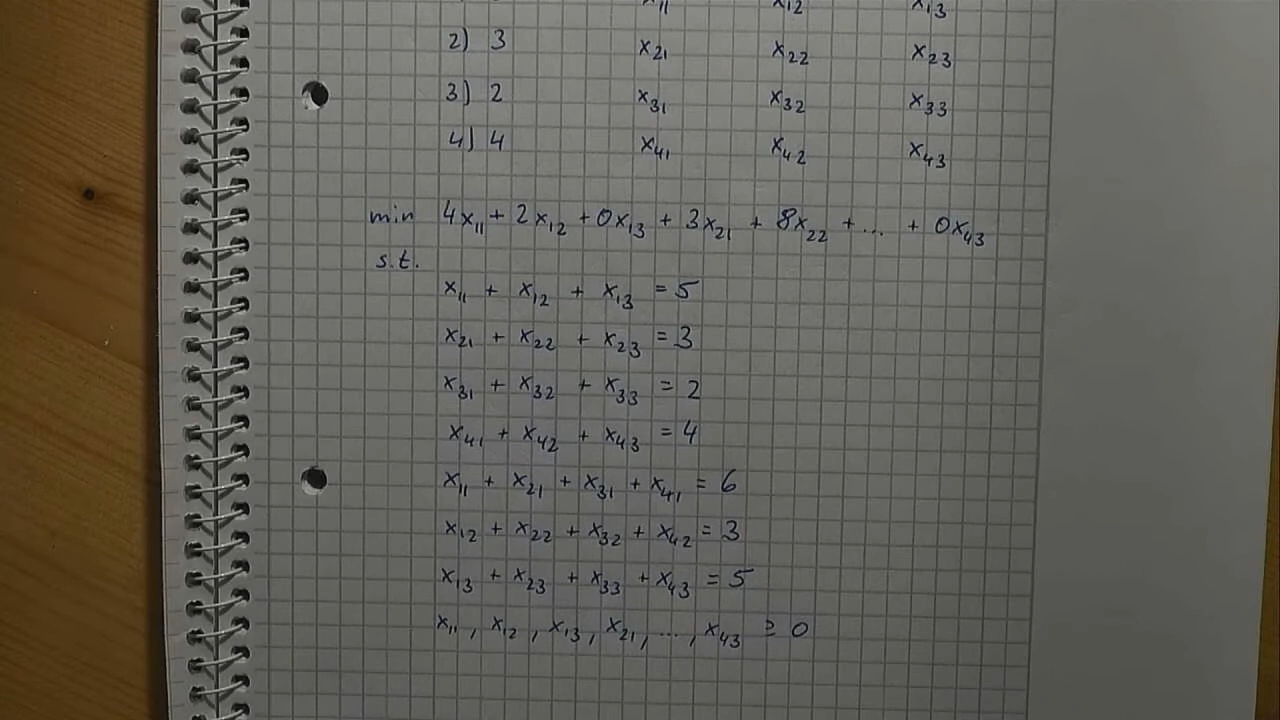 x₁₁ x₁₂ x₁₃
2) 3 x₂₁ x₂₂ x₂₃
3) 2 x₃₁ x₃₂ x₃₃
4) 4 x₄₁ x₄₂ x₄₃
min 4x₁₁ + 2x₁₂ + 0x₁₃ + 3x₂₁ + 8x₂₂ + ... + 0x₄₃
s.t.
x₁₁ + x₁₂ + x₁₃ = 5
x₂₁ + x₂₂ + x₂₃ = 3
x₃₁ + x₃₂ + x₃₃ = 2
x₄₁ + x₄₂ + x₄₃ = 4
x₁₁ + x₂₁ + x₃₁ + x₄₁ = 6
x₁₂ + x₂₂ + x₃₂ + x₄₂ = 3
x₁₃ + x₂₃ + x₃₃ + x₄₃ = 5
x₁₁, x₁₂, x₁₃, x₂₁, ..., x₄₃ ≥ 0